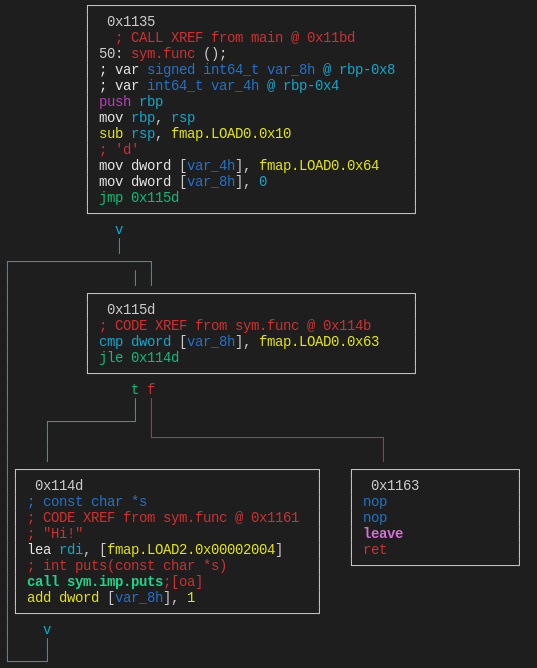 0x1135
; CALL XREF from main @ 0x11bd
50: sym.func ();
; var signed int64_t var_8h @ rbp-0x8
; var int64_t var_4h @ rbp-0x4
push rbp
mov rbp, rsp
sub rsp, fmap.LOAD0.0x10
; 'd'
mov dword [var_4h], fmap.LOAD0.0x64
mov dword [var_8h], 0
jmp 0x115d
v
0x115d
; CODE XREF from sym.func @ 0x114b
cmp dword [var_8h], fmap.LOAD0.0x63
jle 0x114d
t f
0x114d
; const char *s
; CODE XREF from sym.func @ 0x1161
; "Hi!"
lea rdi, [fmap.LOAD2.0x00002004]
; int puts(const char *s)
call sym.imp.puts;[oa]
add dword [var_8h], 1
v
0x1163
nop
nop
leave
ret